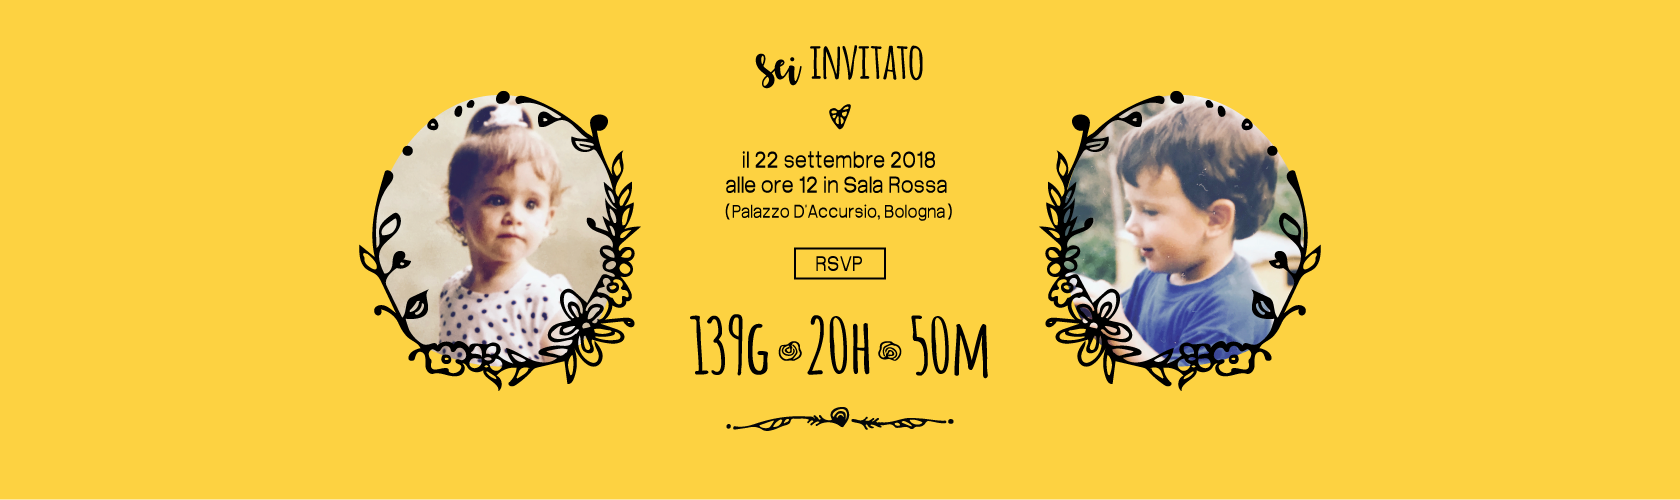 sei INVITATO
il 22 settembre 2018
alle ore 12 in Sala Rossa
(Palazzo D'Accursio, Bologna)
RSVP
139G 20H 50M